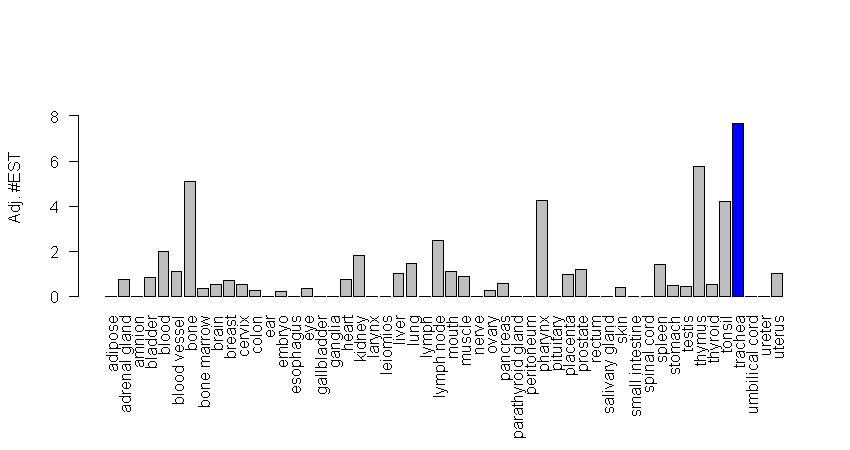 8
6
4
2
0
Adj. #EST
adipose
adrenal gland
amnion
bladder
blood
blood vessel
bone
bone marrow
brain
breast
cervix
colon
ear
embryo
esophagus
eye
gallbladder
ganglia
heart
kidney
larynx
leiomios
liver
lung
lymph
lymph node
mouth
muscle
nerve
ovary
pancreas
parathyroid gland
peritoneum
pharynx
pituitary
placenta
prostate
rectum
salivary gland
skin
small intestine
spinal cord
spleen
stomach
testis
thymus
thyroid
tonsil
trachea
umbilical cord
ureter
uterus